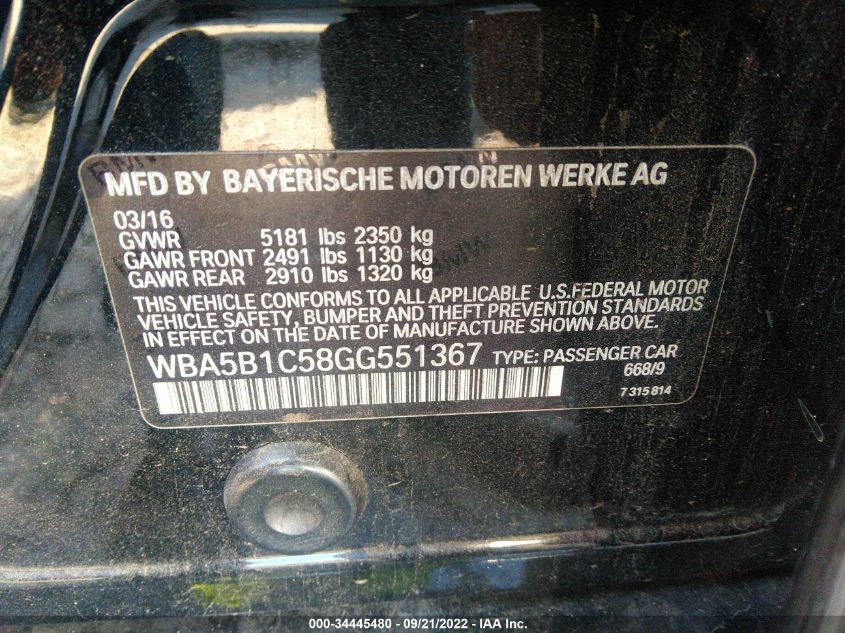 MFD BY BAYERISCHE MOTOREN WERKE AG
03/16
GVWR 5181 lbs 2350 kg
GAWR FRONT 2491 lbs 1130 kg
GAWR REAR 2910 lbs 1320 kg
THIS VEHICLE CONFORMS TO ALL APPLICABLE U.S.FEDERAL MOTOR
VEHICLE SAFETY, BUMPER AND THEFT PREVENTION STANDARDS
IN EFFECT ON THE DATE OF MANUFACTURE SHOWN ABOVE.
WBA5B1C58GG551367 TYPE: PASSENGER CAR
668/9
7 315 814
000-34445480 - 09/21/2022 - IAA Inc.